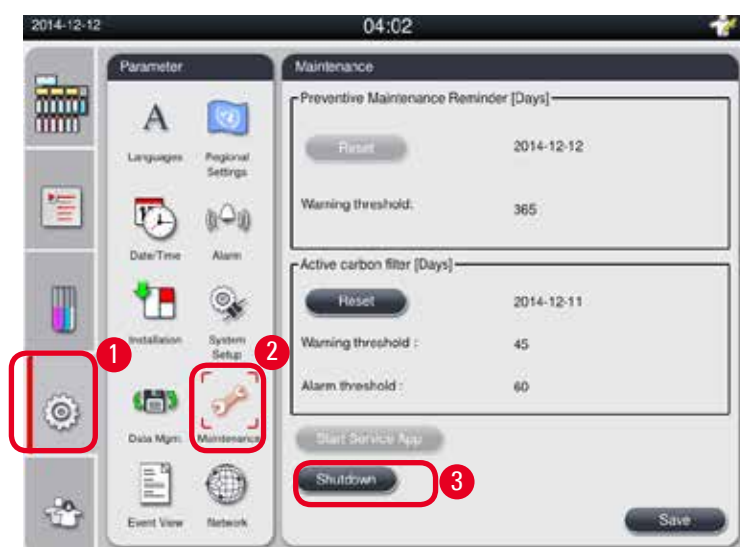 2014-12-12
04:02
Parameter
Languages
Regional
Settings
Date/Time
Alarm
Installation
System
Setup
Data Mgm.
Maintenance
Event View
Network
Maintenance
Preventive Maintenance Reminder [Days]
Reset
2014-12-12
Warning threshold:
365
Active carbon filter [Days]
Reset
2014-12-11
Warning threshold :
45
Alarm threshold :
60
Start Service App
Shutdown
Save
1
2
3